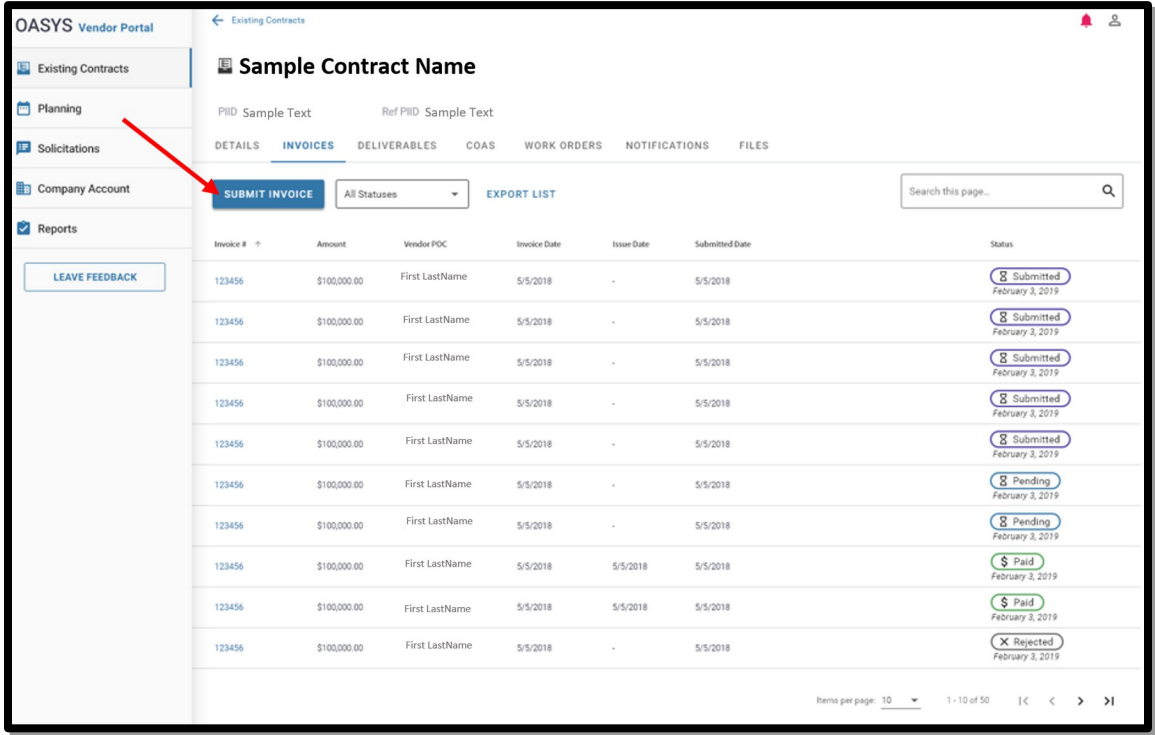 OASYS Vendor Portal
Existing Contracts
Planning
Solicitations
Company Account
Reports
LEAVE FEEDBACK
Existing Contracts
Sample Contract Name
PIID Sample Text Ref PIID Sample Text
DETAILS INVOICES DELIVERABLES COAS WORK ORDERS NOTIFICATIONS FILES
SUBMIT INVOICE All Statuses EXPORT LIST Search this page...
Invoice # Amount Vendor POC Invoice Date Issue Date Submitted Date Status
123456 $100,000.00 First LastName 5/5/2018 - 5/5/2018 Submitted
February 3, 2019
123456 $100,000.00 First LastName 5/5/2018 - 5/5/2018 Submitted
February 3, 2019
123456 $100,000.00 First LastName 5/5/2018 - 5/5/2018 Submitted
February 3, 2019
123456 $100,000.00 First LastName 5/5/2018 - 5/5/2018 Submitted
February 3, 2019
123456 $100,000.00 First LastName 5/5/2018 - 5/5/2018 Submitted
February 3, 2019
123456 $100,000.00 First LastName 5/5/2018 - 5/5/2018 Pending
February 3, 2019
123456 $100,000.00 First LastName 5/5/2018 - 5/5/2018 Pending
February 3, 2019
123456 $100,000.00 First LastName 5/5/2018 5/5/2018 5/5/2018 $ Paid
February 3, 2019
123456 $100,000.00 First LastName 5/5/2018 5/5/2018 5/5/2018 $ Paid
February 3, 2019
123456 $100,000.00 First LastName 5/5/2018 - 5/5/2018 Rejected
February 3, 2019
Items per page: 10 1 - 10 of 50